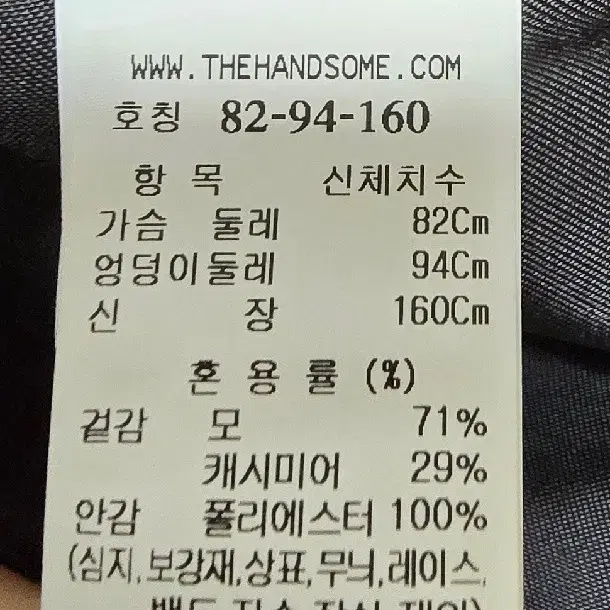 WWW.THEHANDSOME.COM
호칭 82-94-160
항 목 신체치수
가슴 둘레 82Cm
엉덩이둘레 94Cm
신 장 160Cm
혼 용 률 (%)
겉감 모 71%
캐시미어 29%
안감 폴리에스터 100%
(심지,보강재,상표,무늬,레이스,